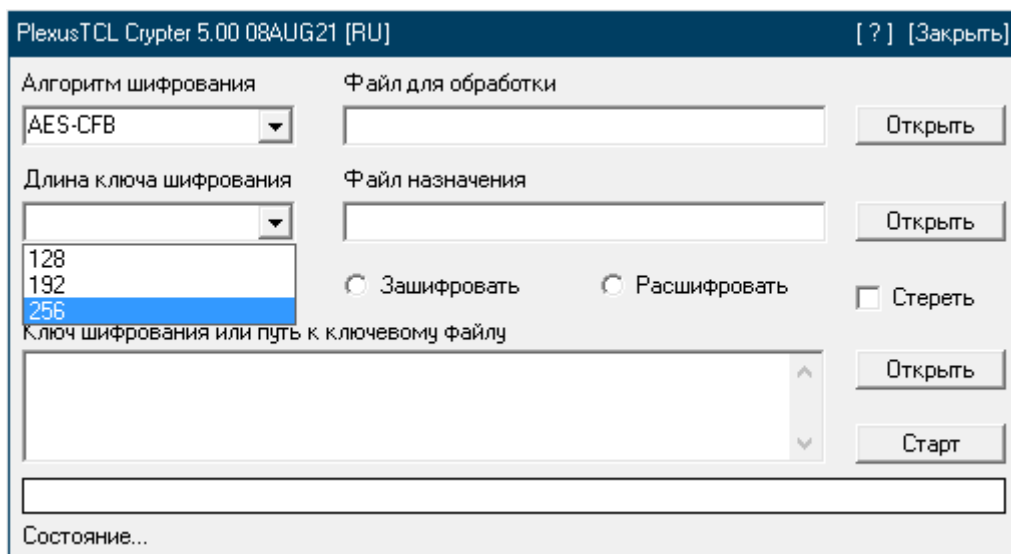 PlexusTCL Crypter 5.00 08AUG21 [RU] [ ? ] [Закрыть]
Алгоритм шифрования Файл для обработки
AES-CFB Открыть
Длина ключа шифрования Файл назначения
Открыть
128
192 Зашифровать Расшифровать
256 Стереть
Ключ шифрования или путь к ключевому файлу
Открыть
Старт
Состояние...